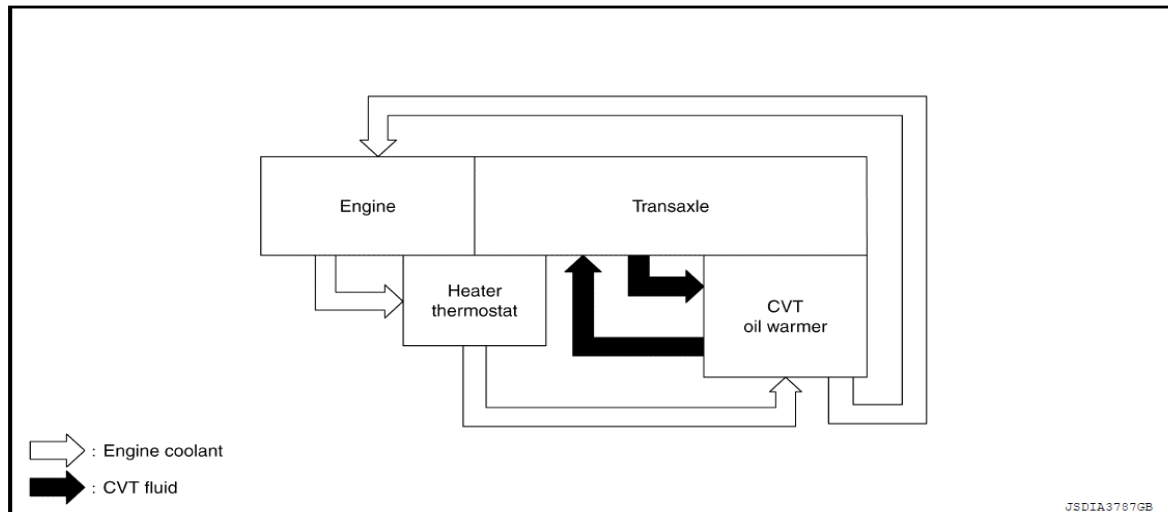 Engine
Transaxle
Heater
thermostat
CVT
oil warmer
: Engine coolant
: CVT fluid
JSDIA3787GB